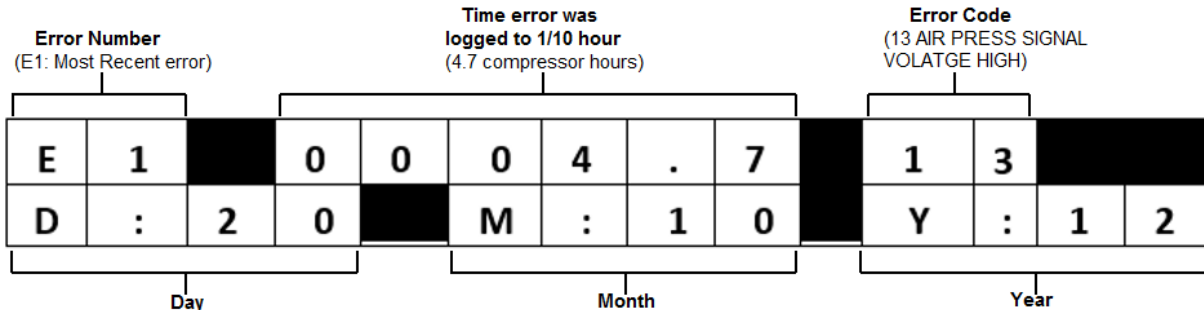 Error Number
(E1: Most Recent error)
Time error was
logged to 1/10 hour
(4.7 compressor hours)
Error Code
(13 AIR PRESS SIGNAL
VOLATGE HIGH)
E 1 0 0 0 4 . 7 1 3
D : 2 0 M : 1 0 Y : 1 2
Day Month Year